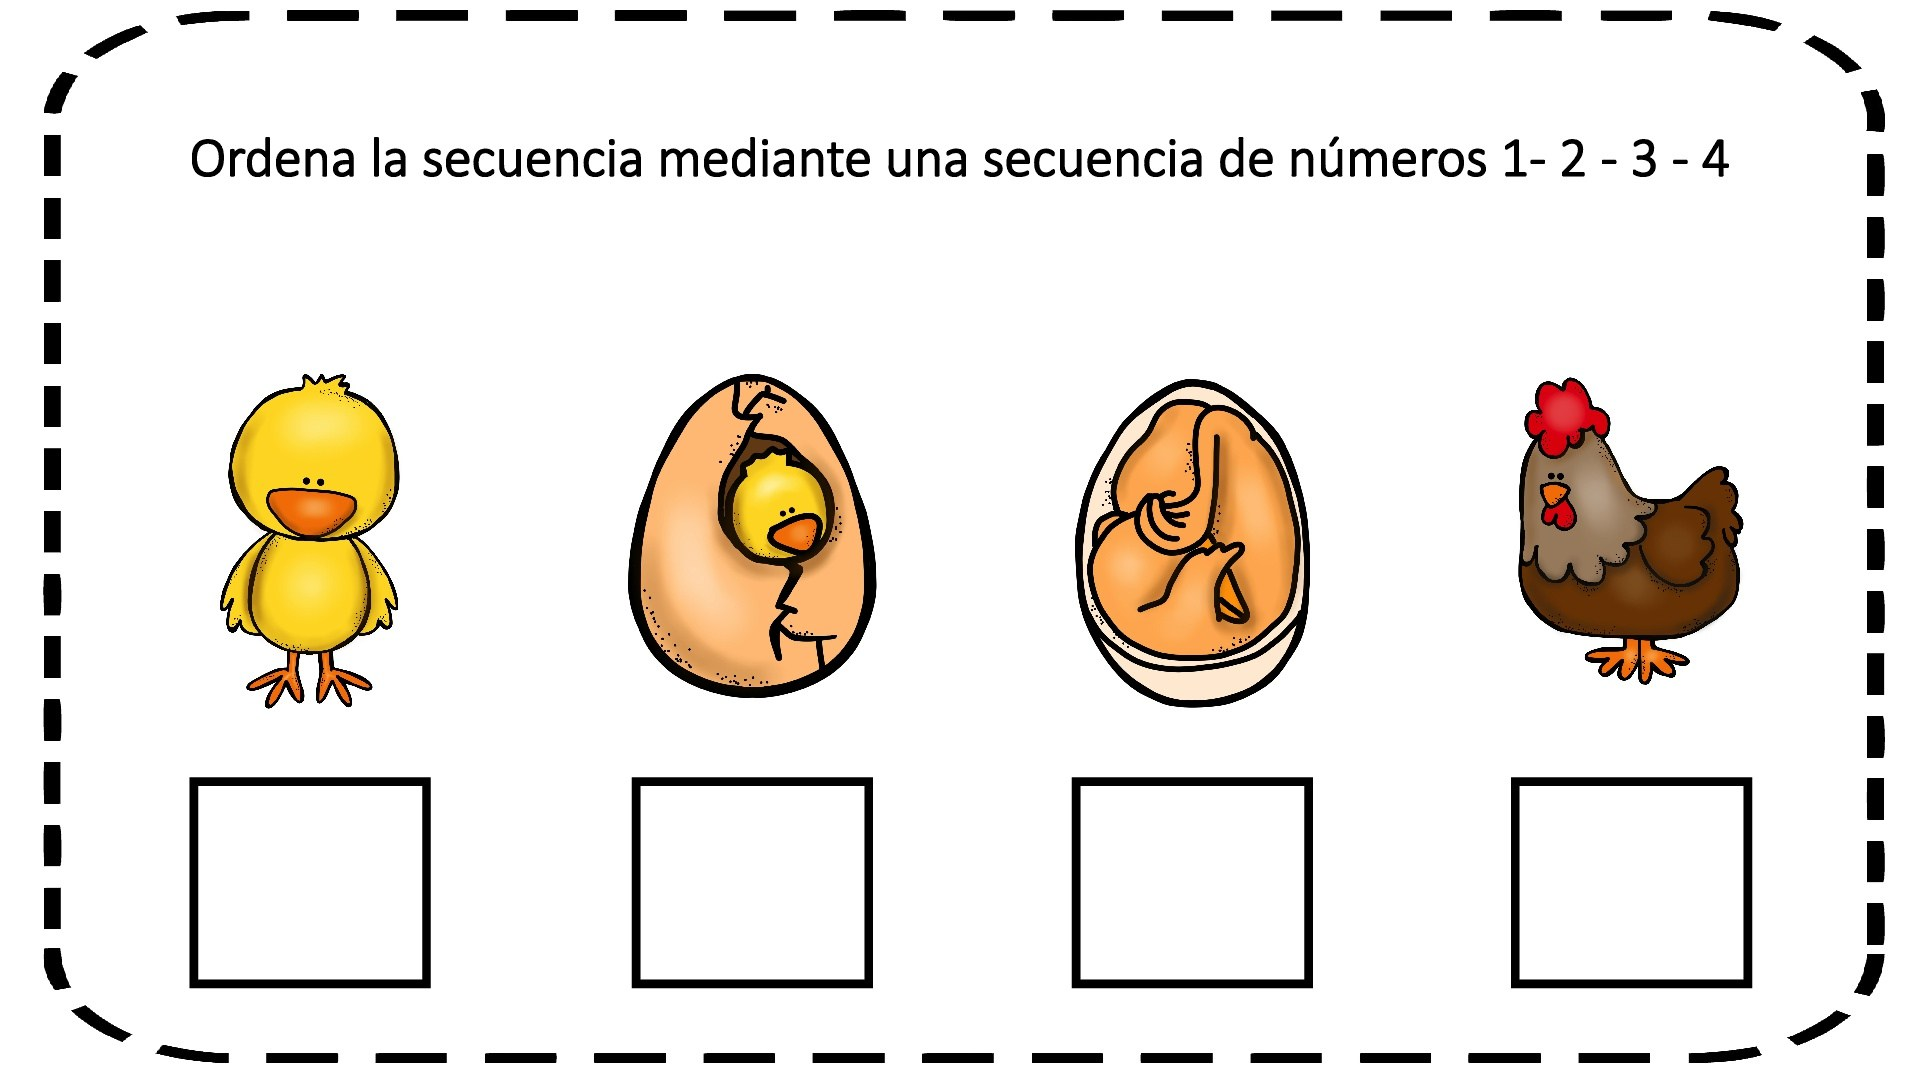 Ordena la secuencia mediante una secuencia de números 1- 2 - 3 - 4